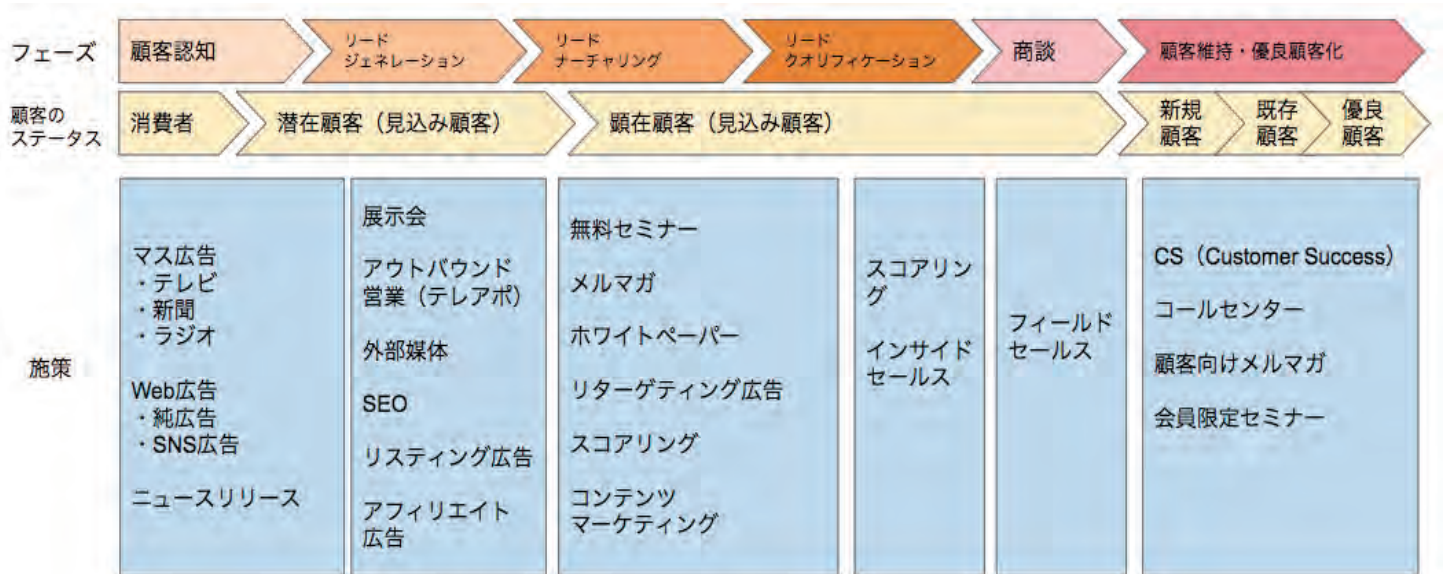 フェーズ
顧客認知
リード
ジェネレーション
リード
ナーチャリング
リード
クオリフィケーション
商談
顧客維持・優良顧客化
顧客の
ステータス
消費者
潜在顧客（見込み顧客）
顕在顧客（見込み顧客）
新規
顧客
既存
顧客
優良
顧客
施策
マス広告
・テレビ
・新聞
・ラジオ
Web広告
・純広告
・SNS広告
ニュースリリース
展示会
アウトバウンド
営業（テレアポ）
外部媒体
SEO
リスティング広告
アフィリエイト
広告
無料セミナー
メルマガ
ホワイトペーパー
リターゲティング広告
スコアリング
コンテンツ
マーケティング
スコアリン
グ
インサイド
セールス
フィールド
セールス
CS（Customer Success）
コールセンター
顧客向けメルマガ
会員限定セミナー